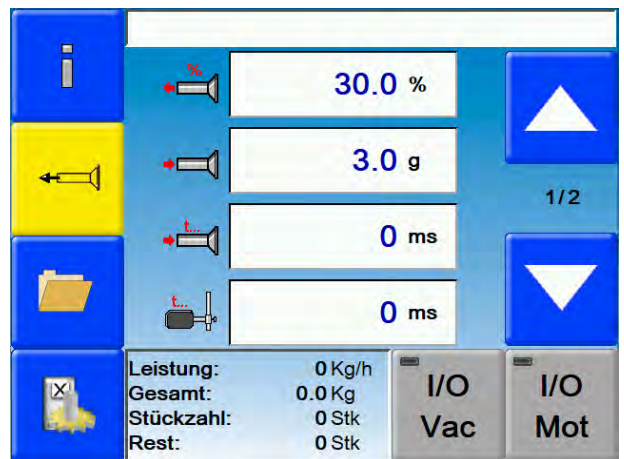 %
30.0 %
3.0 g
1/2
t...
0 ms
t...
0 ms
Leistung: 0 Kg/h
Gesamt: 0.0 Kg
Stückzahl: 0 Stk
Rest: 0 Stk
I/O
Vac
I/O
Mot